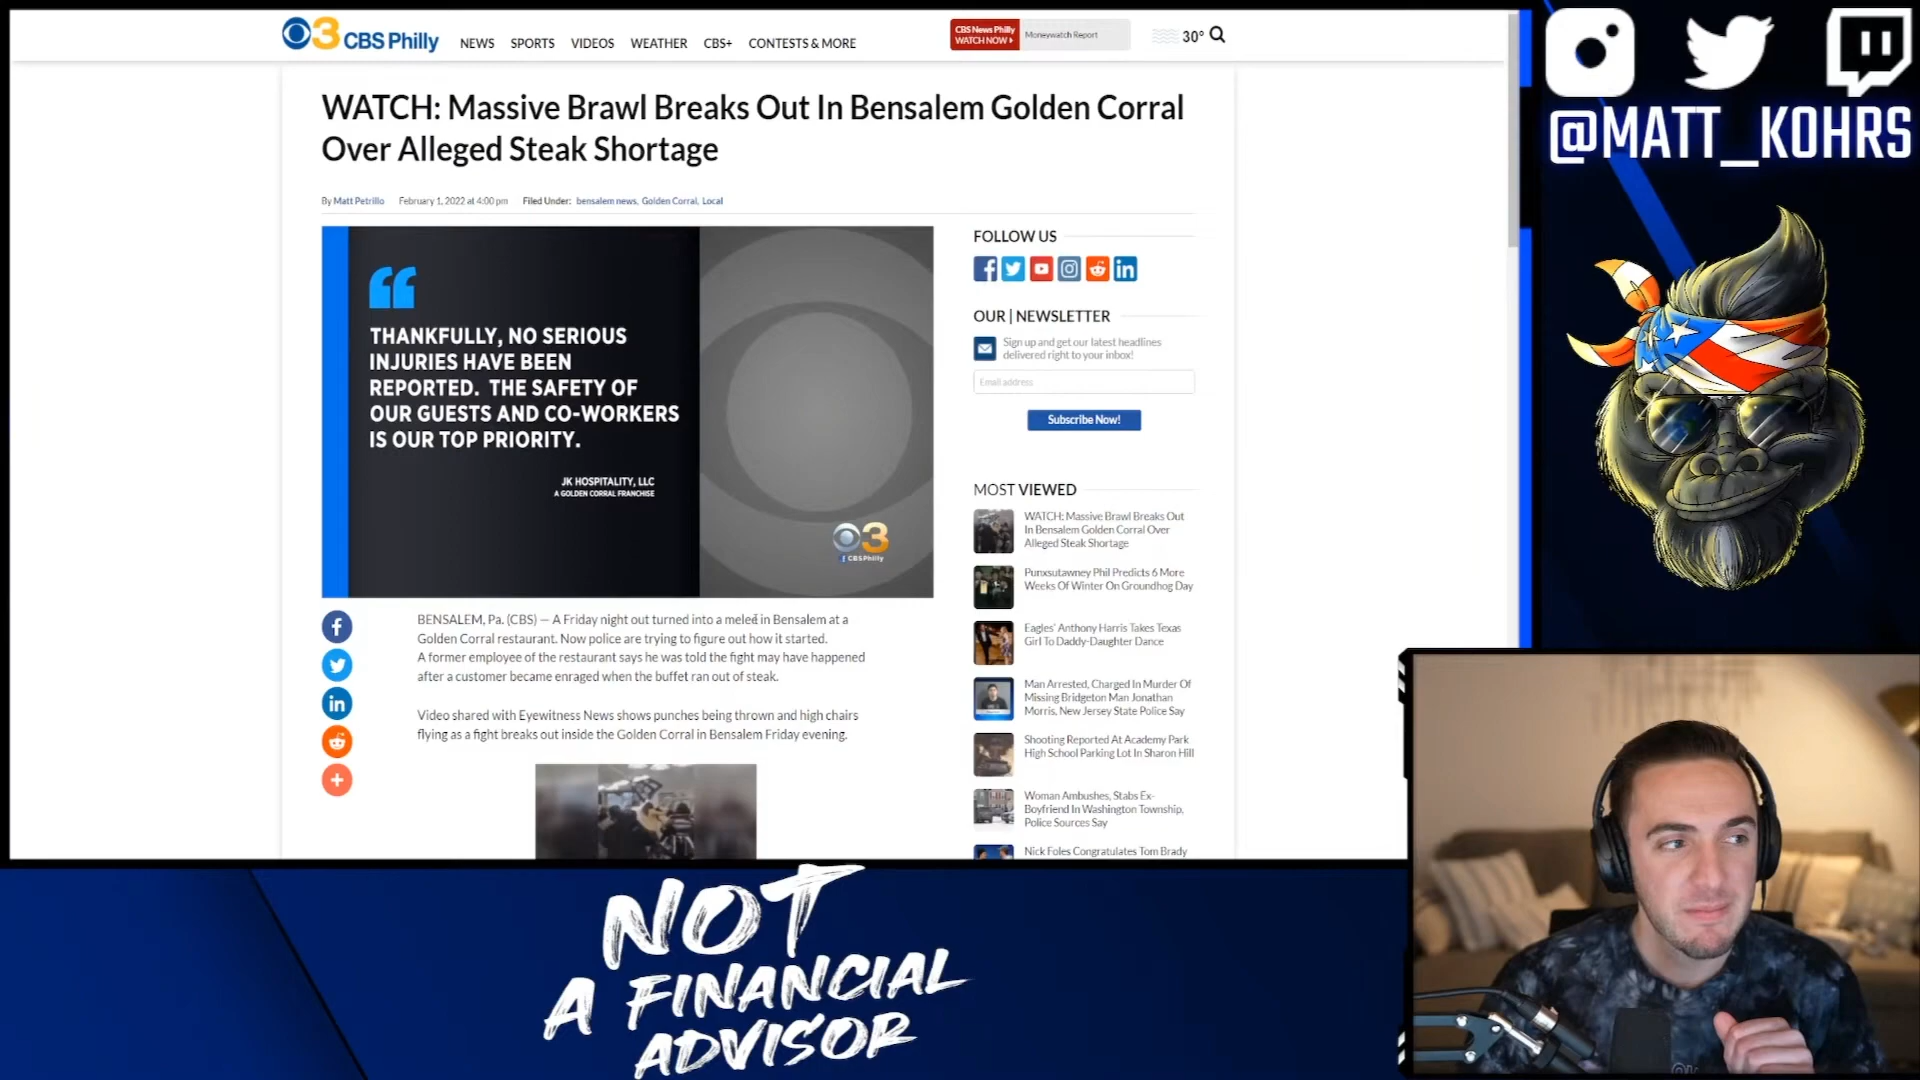 3 CBS Philly
NEWS SPORTS VIDEOS WEATHER CBS+ CONTESTS & MORE
CBS News Philly
WATCH NOW
Moneywatch Report
30°
WATCH: Massive Brawl Breaks Out In Bensalem Golden Corral
Over Alleged Steak Shortage
By Matt Petrillo February 1, 2022 at 4:00 pm Filed Under: bensalem news, Golden Corral, Local
THANKFULLY, NO SERIOUS
INJURIES HAVE BEEN
REPORTED. THE SAFETY OF
OUR GUESTS AND CO-WORKERS
IS OUR TOP PRIORITY.
JK HOSPITALITY, LLC
A GOLDEN CORRAL FRANCHISE
3
CBSPhilly
BENSALEM, Pa. (CBS) — A Friday night out turned into a melee in Bensalem at a
Golden Corral restaurant. Now police are trying to figure out how it started.
A former employee of the restaurant says he was told the fight may have happened
after a customer became enraged when the buffet ran out of steak.
Video shared with Eyewitness News shows punches being thrown and high chairs
flying as a fight breaks out inside the Golden Corral in Bensalem Friday evening.
FOLLOW US
OUR | NEWSLETTER
Sign up and get our latest headlines
delivered right to your inbox!
Email address
Subscribe Now!
MOST VIEWED
WATCH: Massive Brawl Breaks Out
In Bensalem Golden Corral Over
Alleged Steak Shortage
Punxsutawney Phil Predicts 6 More
Weeks Of Winter On Groundhog Day
Eagles' Anthony Harris Takes Texas
Girl To Daddy-Daughter Dance
Man Arrested, Charged In Murder Of
Missing Bridgeton Man Jonathan
Morris, New Jersey State Police Say
Shooting Reported At Academy Park
High School Parking Lot In Sharon Hill
Woman Ambushes, Stabs Ex-
Boyfriend In Washington Township,
Police Sources Say
Nick Foles Congratulates Tom Brady
@MATT_KOHRS
NOT
A FINANCIAL
ADVISOR